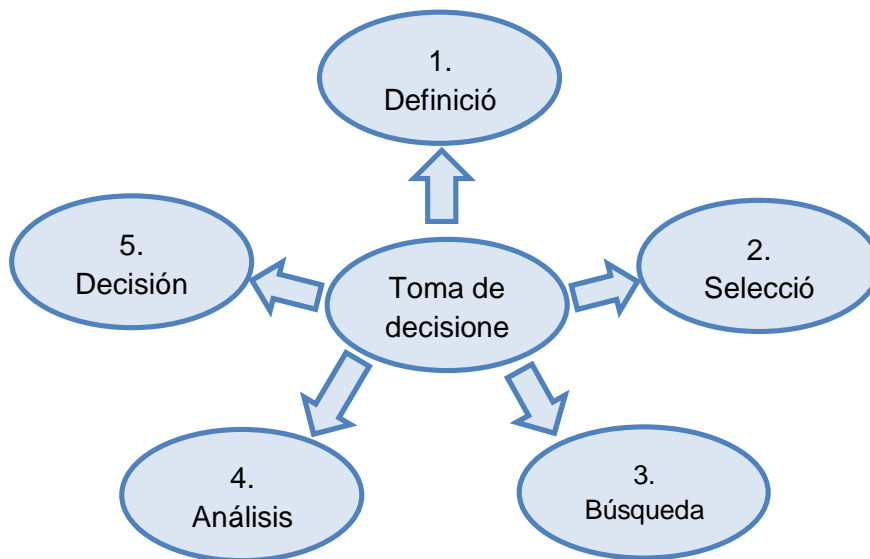 1.
Definició
2.
Selecció
3.
Búsqueda
4.
Análisis
5.
Decisión
Toma de
decisione